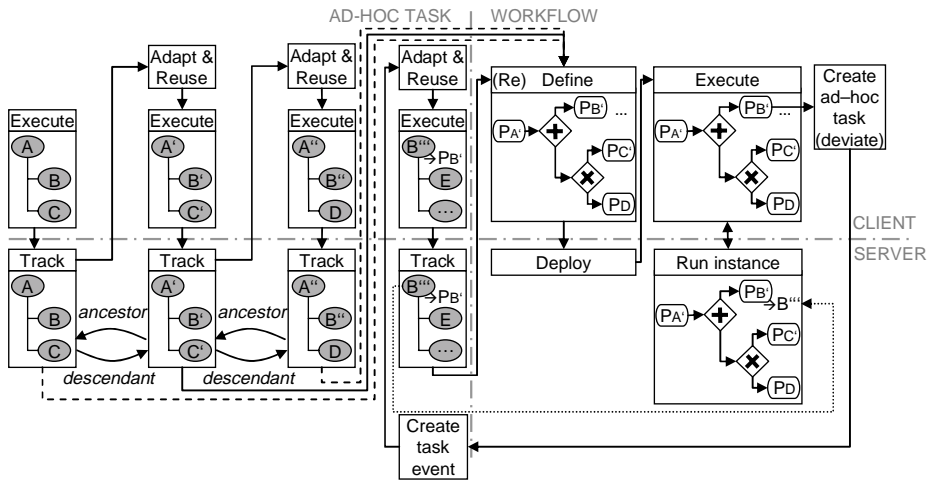 AD-HOC TASK
WORKFLOW
Adapt &
Reuse
Adapt &
Reuse
Adapt &
Reuse
(Re) Define
Execute
Create
ad–hoc
task
(deviate)
Execute
A
B
C
Execute
A‘
B‘
C‘
Execute
A‘‘
B‘‘
D
Execute
B‘‘‘
→PB‘
E
...
PA‘
PB‘ ...
PC‘
PD
PA‘
PB‘ ...
PC‘
PD
CLIENT
SERVER
Track
A
B
C
ancestor
descendant
Track
A‘
B‘
C‘
ancestor
descendant
Track
A‘‘
B‘‘
D
Track
B‘‘‘
→PB‘
E
...
Deploy
Run instance
PA‘
PB‘
→B‘‘‘
PC‘
PD
Create
task
event